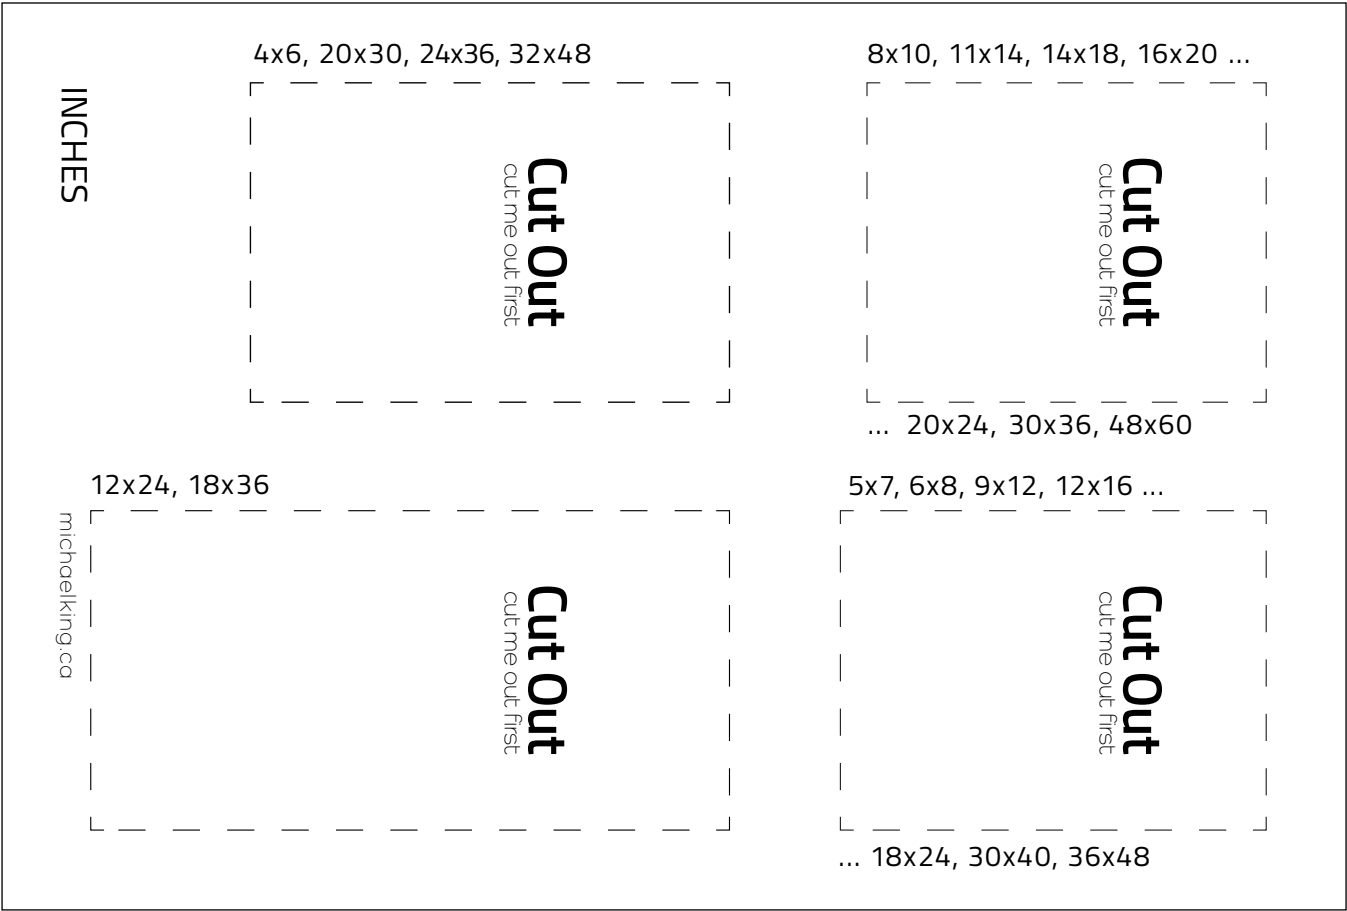 INCHES
4x6, 20x30, 24x36, 32x48
Cut Out
cut me out first
8x10, 11x14, 14x18, 16x20 ...
Cut Out
cut me out first
... 20x24, 30x36, 48x60
12x24, 18x36
michaelking.ca
Cut Out
cut me out first
5x7, 6x8, 9x12, 12x16 ...
Cut Out
cut me out first
... 18x24, 30x40, 36x48